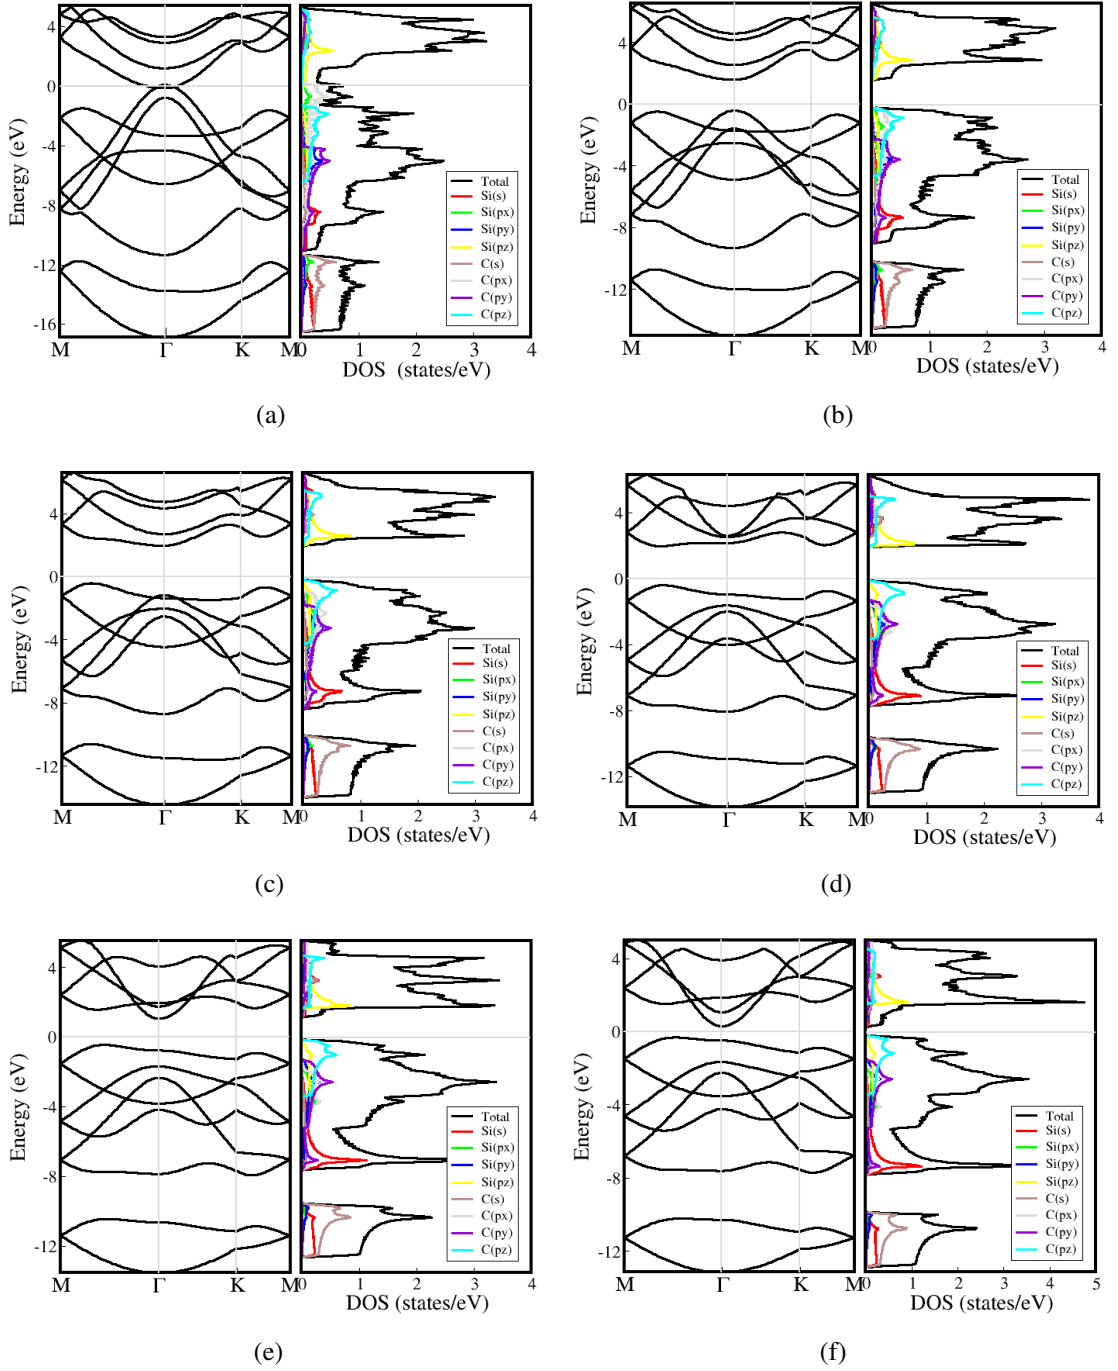 4
0
-4
-8
-12
-16
Energy (eV)
M Γ K M
0 1 2 3 4
DOS (states/eV)
Total
Si(s)
Si(px)
Si(py)
Si(pz)
C(s)
C(px)
C(py)
C(pz)
(a)
4
0
-4
-8
-12
Energy (eV)
M Γ K M
0 1 2 3 4
DOS (states/eV)
Total
Si(s)
Si(px)
Si(py)
Si(pz)
C(s)
C(px)
C(py)
C(pz)
(b)
4
0
-4
-8
-12
Energy (eV)
M Γ K M
0 1 2 3 4
DOS (states/eV)
Total
Si(s)
Si(px)
Si(py)
Si(pz)
C(s)
C(px)
C(py)
C(pz)
(c)
4
0
-4
-8
-12
Energy (eV)
M Γ K M
0 1 2 3 4
DOS (states/eV)
Total
Si(s)
Si(px)
Si(py)
Si(pz)
C(s)
C(px)
C(py)
C(pz)
(d)
4
0
-4
-8
-12
Energy (eV)
M Γ K M
0 1 2 3 4
DOS (states/eV)
Total
Si(s)
Si(px)
Si(py)
Si(pz)
C(s)
C(px)
C(py)
C(pz)
(e)
4
0
-4
-8
-12
Energy (eV)
M Γ K M
0 1 2 3 4 5
DOS (states/eV)
Total
Si(s)
Si(px)
Si(py)
Si(pz)
C(s)
C(px)
C(py)
C(pz)
(f)